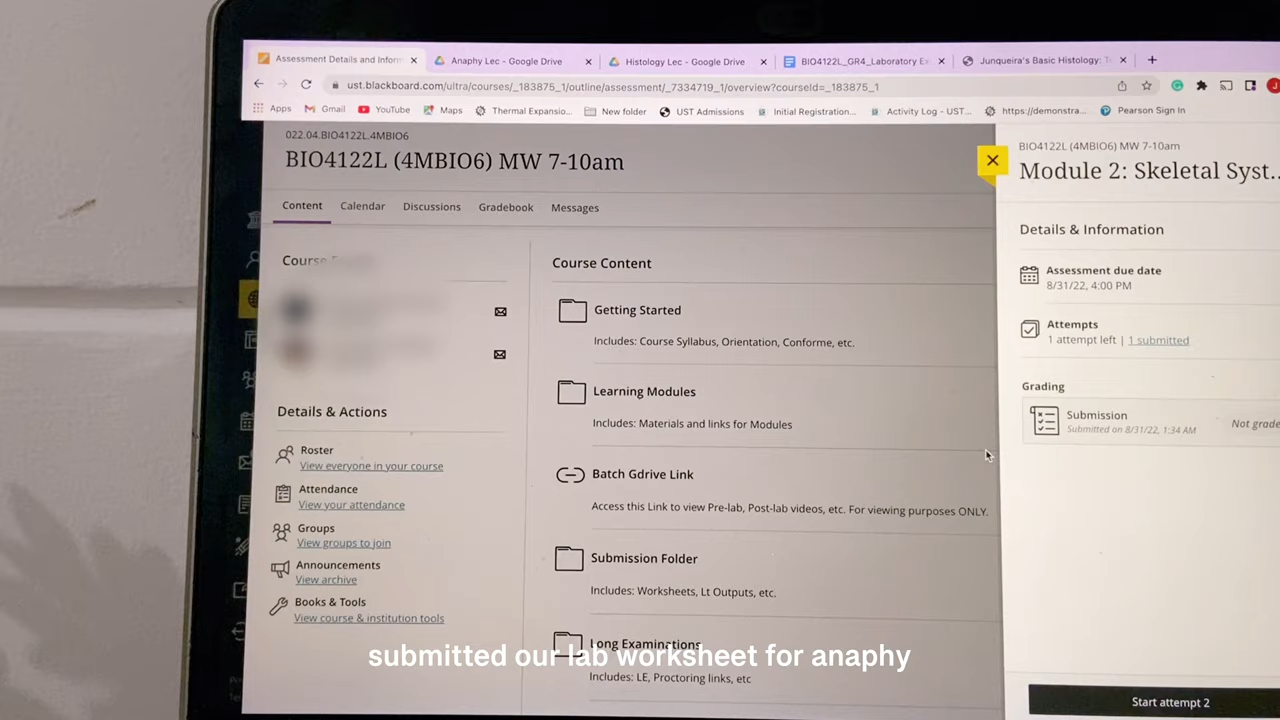 Assessment Details and Inform
Anaphy Lec - Google Drive
Histology Lec - Google Drive
BIO4122L_GR4_Laboratory Ex
Junqueira's Basic Histology: T
ust.blackboard.com/ultra/courses/_183875_1/outline/assessment/_7334719_1/overview?courseId=_183875_1
Apps
Gmail
YouTube
Maps
Thermal Expansio...
New folder
UST Admissions
Initial Registration...
Activity Log - UST...
https://demonstra...
Pearson Sign In
022.04.BIO4122L.4MBIO6
BIO4122L (4MBIO6) MW 7-10am
Content
Calendar
Discussions
Gradebook
Messages
Details & Actions
Roster
View everyone in your course
Attendance
View your attendance
Groups
View groups to join
Announcements
View archive
Books & Tools
View course & institution tools
Course Content
Getting Started
Includes: Course Syllabus, Orientation, Conforme, etc.
Learning Modules
Includes: Materials and links for Modules
Batch Gdrive Link
Access this Link to view Pre-lab, Post-lab videos, etc. For viewing purposes ONLY.
Submission Folder
Includes: Worksheets, Lt Outputs, etc.
Long Examinations
Includes: LE, Proctoring links, etc
BIO4122L (4MBIO6) MW 7-10am
Module 2: Skeletal Syst...
Details & Information
Assessment due date
8/31/22, 4:00 PM
Attempts
1 attempt left | 1 submitted
Grading
Submission
Submitted on 8/31/22, 1:34 AM
Not grade
Start attempt 2
submitted our lab worksheet for anaphy